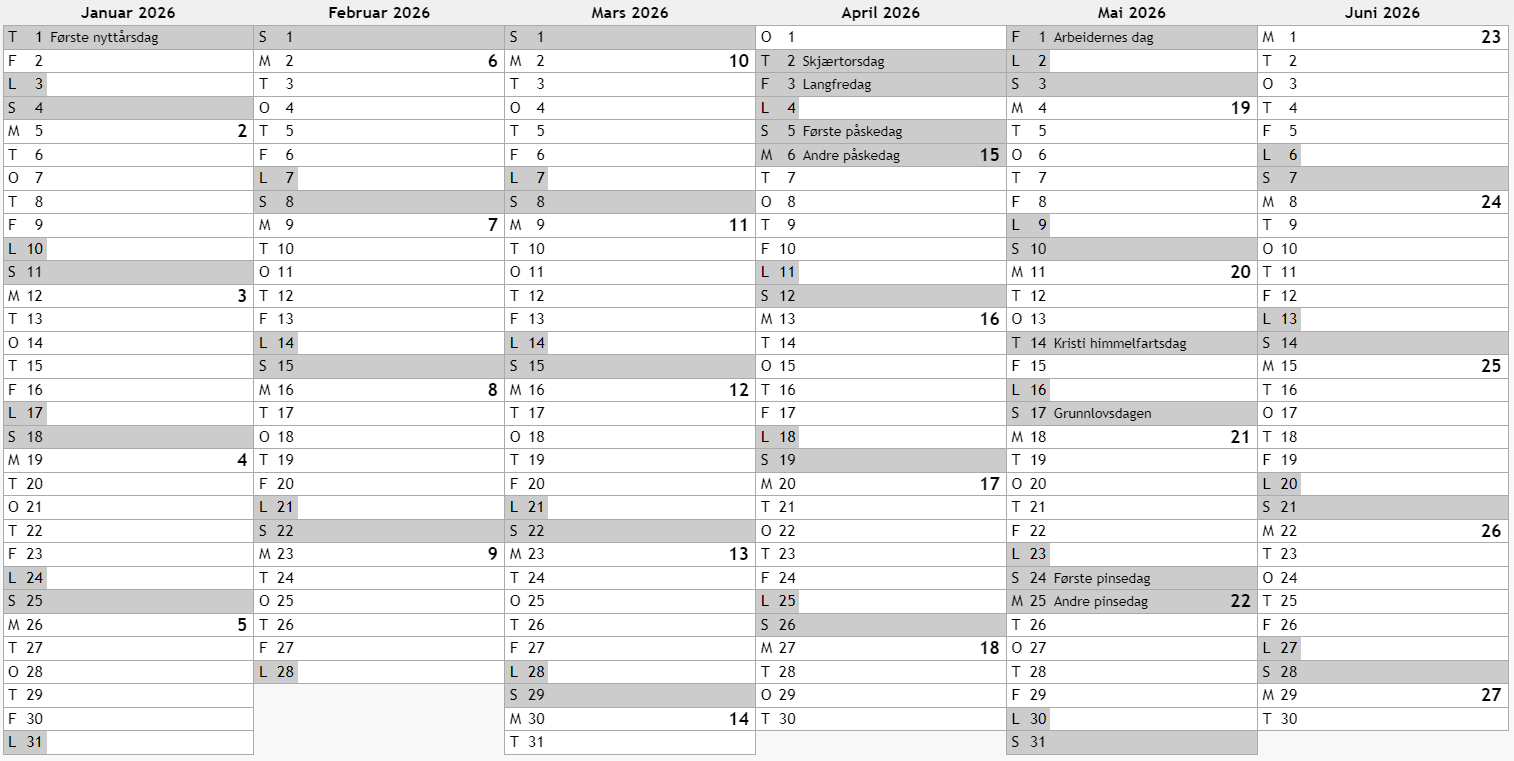 Januar 2026 Februar 2026 Mars 2026 April 2026 Mai 2026 Juni 2026
T 1 Første nyttårsdag S 1 S 1 O 1 F 1 Arbeidernes dag M 1 23
F 2 M 2 6 M 2 10 T 2 Skjærtorsdag L 2 T 2
L 3 T 3 T 3 F 3 Langfredag S 3 O 3
S 4 O 4 O 4 L 4 M 4 19 T 4
M 5 2 T 5 T 5 S 5 Første påskedag T 5 F 5
T 6 F 6 F 6 M 6 Andre påskedag 15 O 6 L 6
O 7 L 7 L 7 T 7 T 7 S 7
T 8 S 8 S 8 O 8 F 8 M 8 24
F 9 M 9 7 M 9 11 T 9 L 9 T 9
L 10 T 10 T 10 F 10 S 10 O 10
S 11 O 11 O 11 L 11 M 11 20 T 11
M 12 3 T 12 T 12 S 12 T 12 F 12
T 13 F 13 F 13 M 13 16 O 13 L 13
O 14 L 14 L 14 T 14 T 14 Kristi himmelfartsdag S 14
T 15 S 15 S 15 O 15 F 15 M 15 25
F 16 M 16 8 M 16 12 T 16 L 16 T 16
L 17 T 17 T 17 F 17 S 17 Grunnlovsdagen O 17
S 18 O 18 O 18 L 18 M 18 21 T 18
M 19 4 T 19 T 19 S 19 T 19 F 19
T 20 F 20 F 20 M 20 17 O 20 L 20
O 21 L 21 L 21 T 21 T 21 S 21
T 22 S 22 S 22 O 22 F 22 M 22 26
F 23 M 23 9 M 23 13 T 23 L 23 T 23
L 24 T 24 T 24 F 24 S 24 Første pinsedag O 24
S 25 O 25 O 25 L 25 M 25 Andre pinsedag 22 T 25
M 26 5 T 26 T 26 S 26 T 26 F 26
T 27 F 27 F 27 M 27 18 O 27 L 27
O 28 L 28 L 28 T 28 T 28 S 28
T 29 S 29 O 29 F 29 M 29 27
F 30 M 30 14 T 30 L 30 T 30
L 31 T 31 S 31